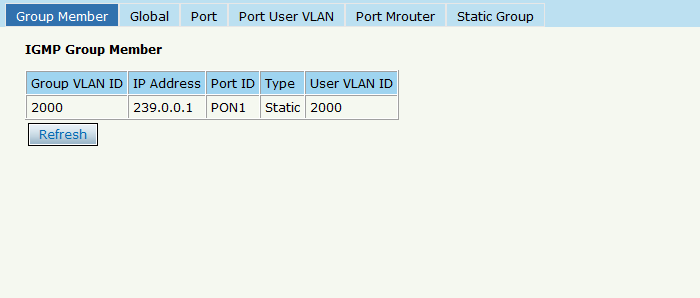 Group Member Global Port Port User VLAN Port Mrouter Static Group
IGMP Group Member
Group VLAN ID IP Address Port ID Type User VLAN ID
2000 239.0.0.1 PON1 Static 2000
Refresh